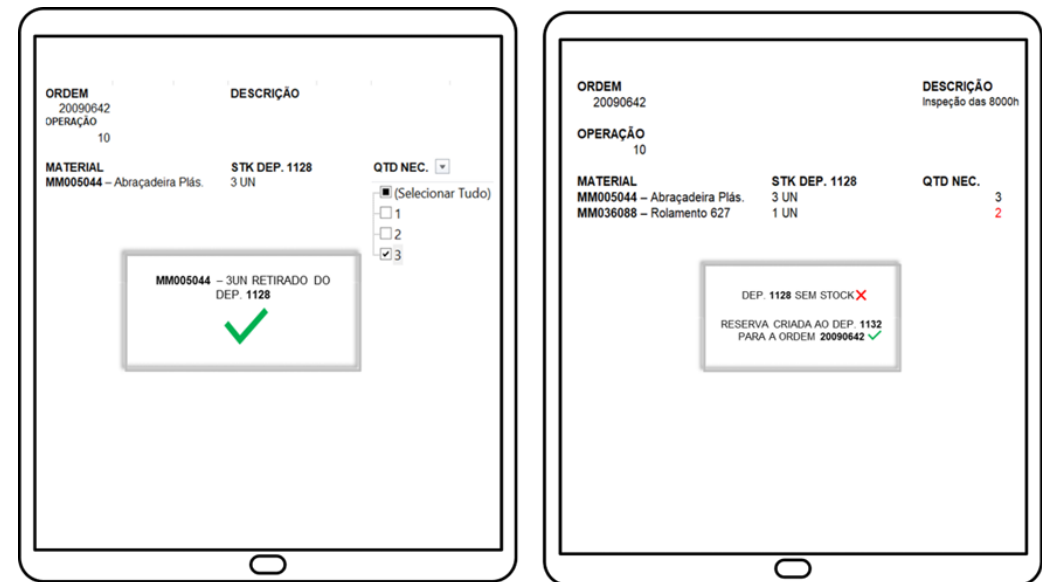 ORDEM DESCRIÇÃO
20090642
OPERAÇÃO
10
MATERIAL STK DEP. 1128 QTD NEC.
MM005044 – Abraçadeira Plás. 3 UN
(Selecionar Tudo)
1
2
3
MM005044 – 3UN RETIRADO DO
DEP. 1128
ORDEM DESCRIÇÃO
20090642 Inspeção das 8000h
OPERAÇÃO
10
MATERIAL STK DEP. 1128 QTD NEC.
MM005044 – Abraçadeira Plás. 3 UN 3
MM036088 – Rolamento 627 1 UN 2
DEP. 1128 SEM STOCK
RESERVA CRIADA AO DEP. 1132
PARA A ORDEM 20090642